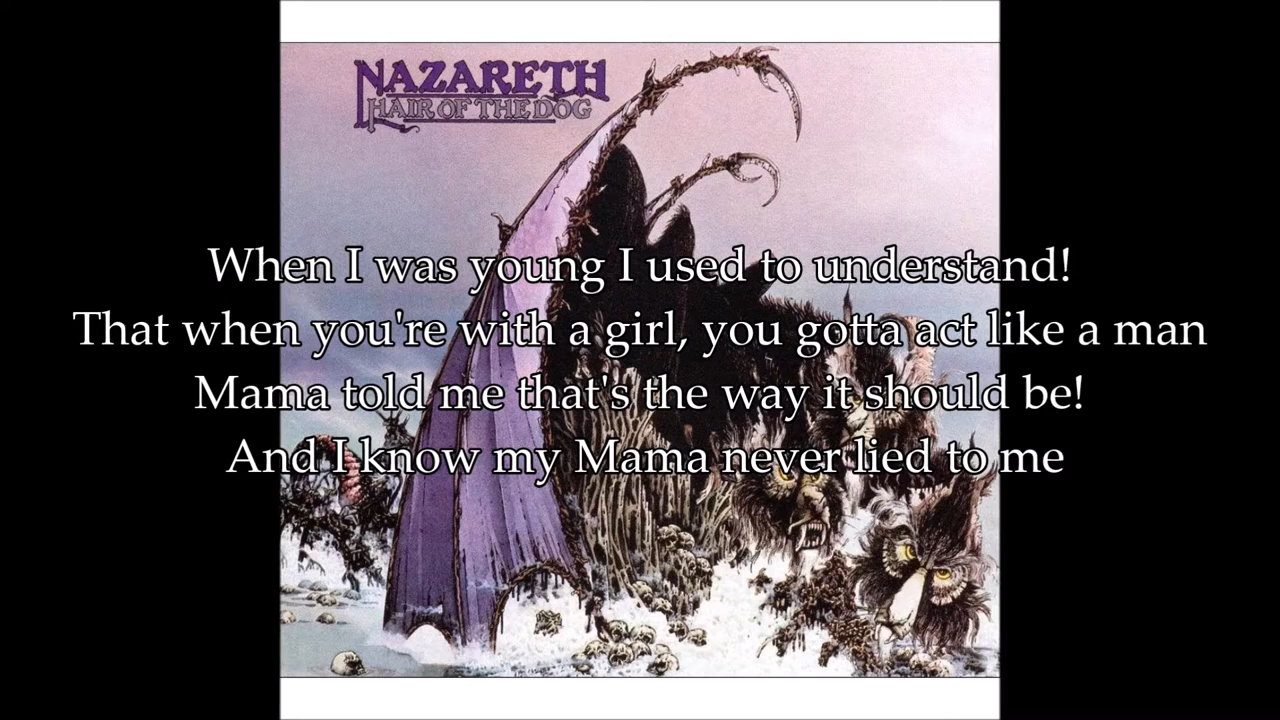 NAZARETH
HAIR OF THE DOG
When I was young I used to understand!
That when you're with a girl, you gotta act like a man
Mama told me that's the way it should be!
And I know my Mama never lied to me